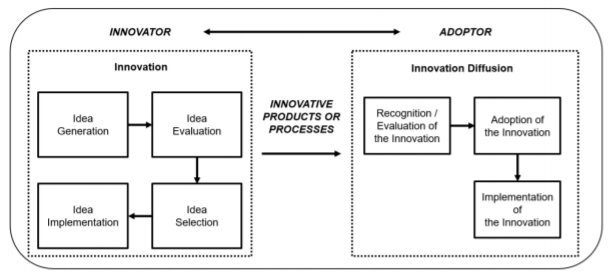 INNOVATOR
ADOPTOR
Innovation
Innovation Diffusion
Idea
Generation
Idea
Evaluation
INNOVATIVE
PRODUCTS OR
PROCESSES
Recognition /
Evaluation of
the Innovation
Adoption of
the Innovation
Idea
Implementation
Idea
Selection
Implementation
of
the Innovation